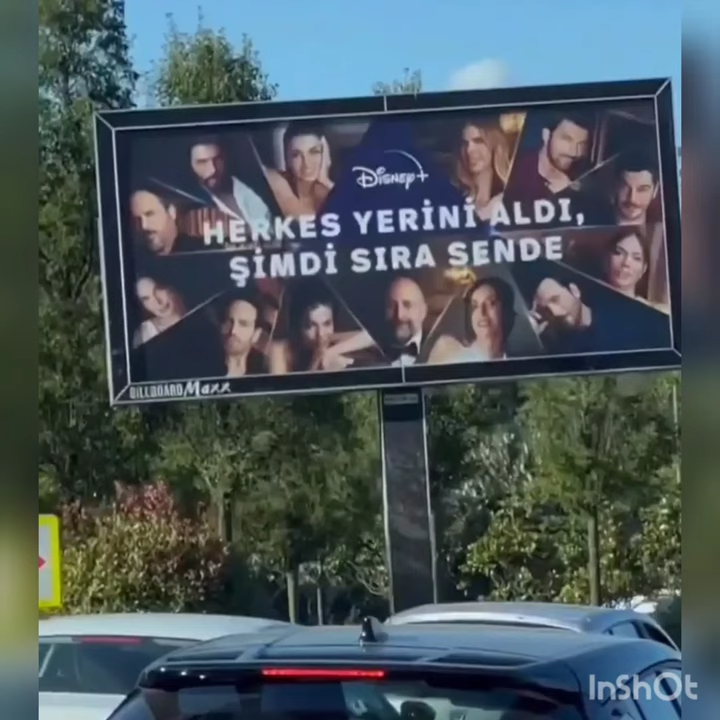 Disney+
HERKES YERİNİ ALDI,
ŞİMDİ SIRA SENDE
BILLBOARD Maxx
InShOt